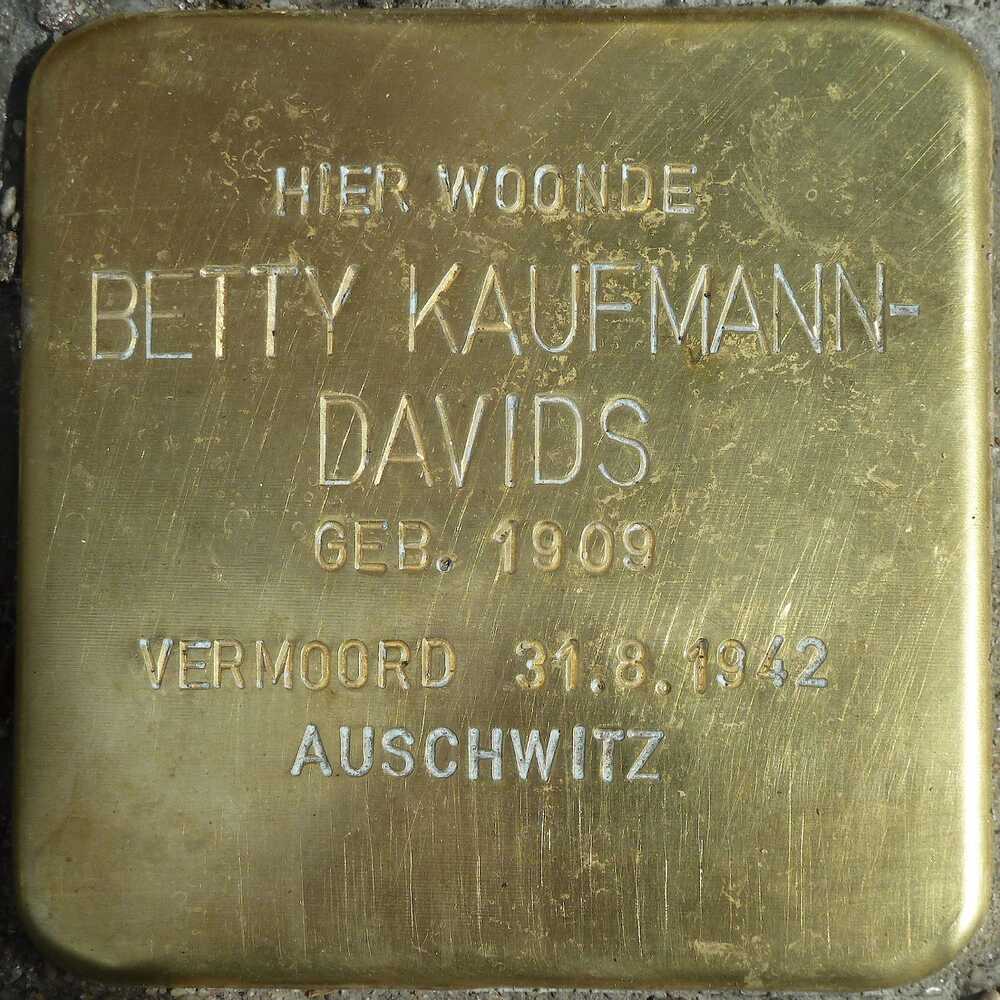 HIER WOONDE
BETTY KAUFMANN-
DAVIDS
GEB. 1909
VERMOORD 31.8.1942
AUSCHWITZ